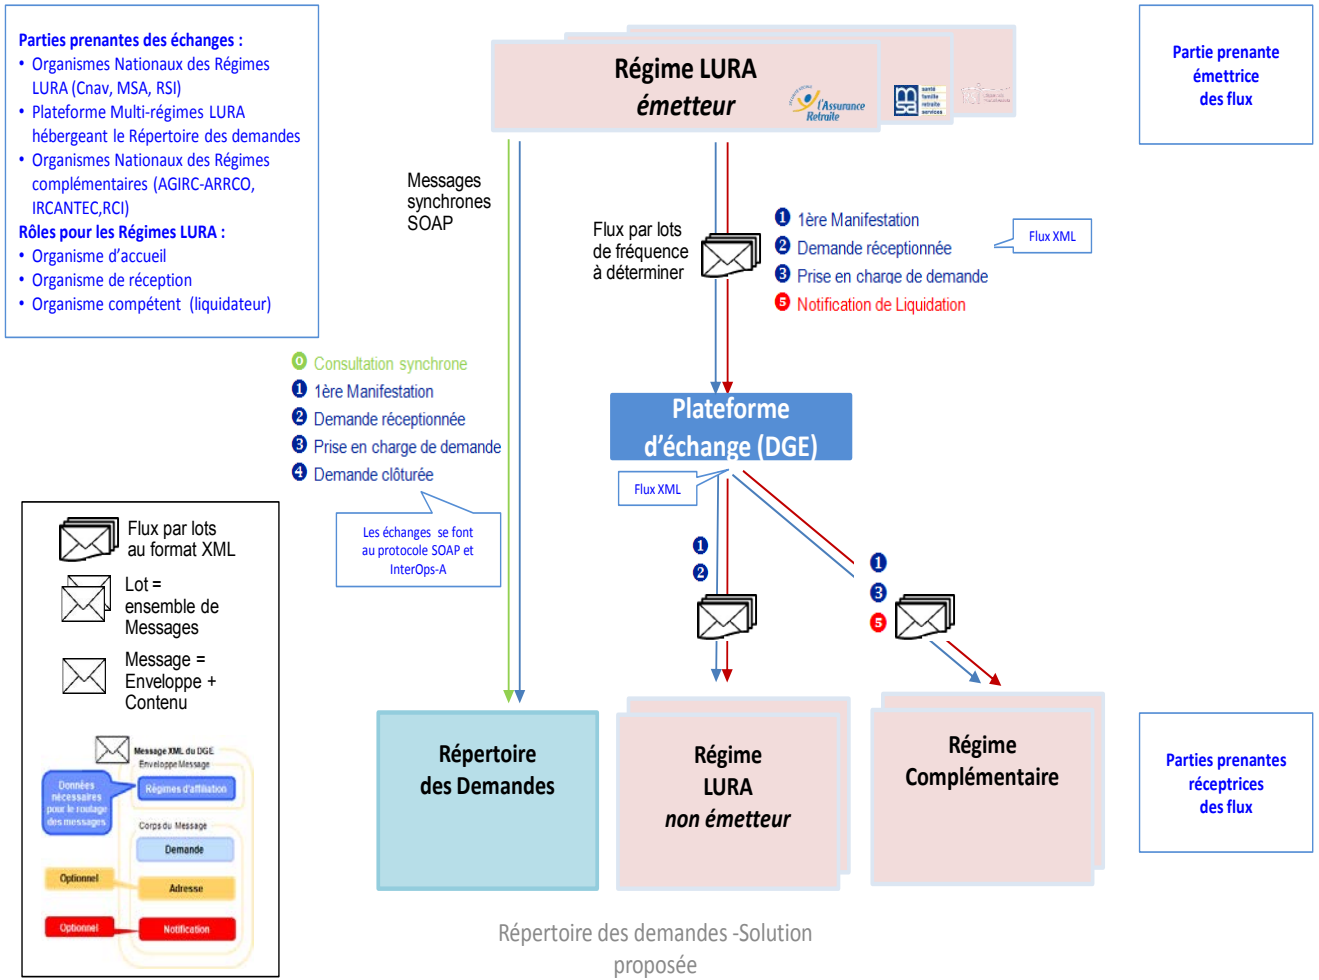 Parties prenantes des échanges :
• Organismes Nationaux des Régimes
LURA (Cnav, MSA, RSI)
• Plateforme Multi-régimes LURA
hébergeant le Répertoire des demandes
• Organismes Nationaux des Régimes
complémentaires (AGIRC-ARRCO,
IRCANTEC,RCI)
Rôles pour les Régimes LURA :
• Organisme d'accueil
• Organisme de réception
• Organisme compétent (liquidateur)
Régime LURA
émetteur
l'Assurance
Retraite
msa
santé
famille
retraite
services
Partie prenante
émettrice
des flux
Messages
synchrones
SOAP
Flux par lots
de fréquence
à déterminer
1 1ère Manifestation
2 Demande réceptionnée
3 Prise en charge de demande
5 Notification de Liquidation
Flux XML
0 Consultation synchrone
1 1ère Manifestation
2 Demande réceptionnée
3 Prise en charge de demande
4 Demande clôturée
Les échanges se font
au protocole SOAP et
InterOps-A
Plateforme
d'échange (DGE)
Flux XML
1
2
1
3
5
Flux par lots
au format XML
Lot =
ensemble de
Messages
Message =
Enveloppe +
Contenu
Message XML du DGE
Enveloppe Message
Données
nécessaires
pour le routage
des messages
Régimes d'affiliation
Corps du Message
Demande
Optionnel
Adresse
Optionnel
Notification
Répertoire
des Demandes
Régime
LURA
non émetteur
Régime
Complémentaire
Parties prenantes
réceptrices
des flux
Répertoire des demandes -Solution
proposée